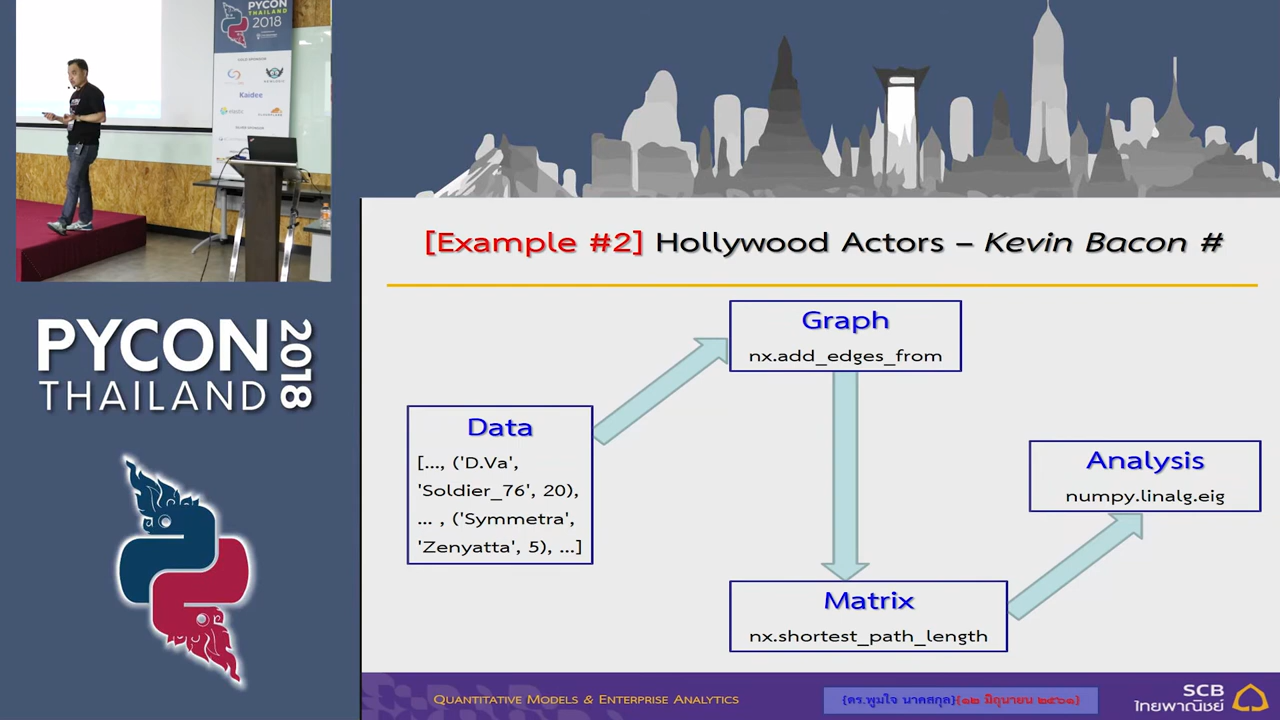 PYCON
THAILAND
2018
Kaidee
PYCON
THAILAND
2018
[Example #2] Hollywood Actors – Kevin Bacon #
Graph
nx.add_edges_from
Data
[..., ('D.Va',
'Soldier_76', 20),
... , ('Symmetra',
'Zenyatta', 5), ...]
Analysis
numpy.linalg.eig
Matrix
nx.shortest_path_length
QUANTITATIVE MODELS & ENTERPRISE ANALYTICS
{ดร.พูมใจ นาคสกุล}{๑๒ มิถุนายน ๒๕๖๑}
SCB
ไทยพาณิชย์